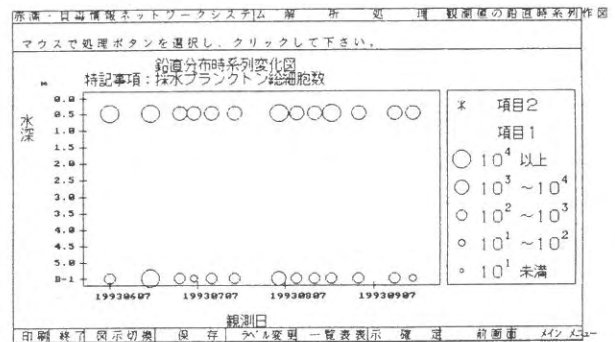 赤潮・貝毒情報ネットワークシステム 解 析 処 理 観測値の鉛直時系列作図
マウスで処理ボタンを選択し、クリックして下さい。
鉛直分布時系列変化図
特記事項：採水プランクトン総細胞数
m
水深
0.0
0.5
1.0
1.5
2.0
2.5
3.0
3.5
4.0
4.5
5.0
B-1
19930607 19930707 19930807 19930907
観測日
* 項目2
項目1
10⁴ 以上
10³ ～10⁴
10² ～10³
10¹ ～10²
10¹ 未満
印刷 終了 図示切換 保 存 ラベル変更 一覧表表示 確 定 前画面 メインメニュー